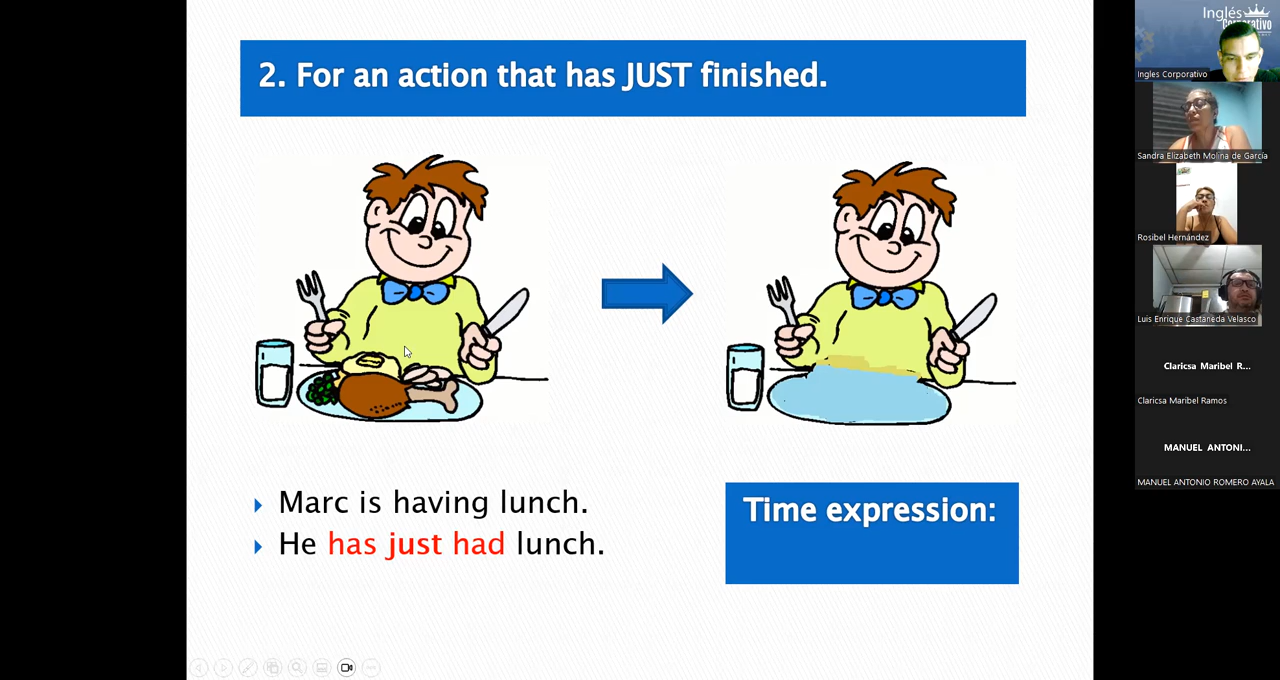 2. For an action that has JUST finished.
Marc is having lunch.
He has just had lunch.
Time expression:
Inglés
Corporativo
Ingles Corporativo
Sandra Elizabeth Molina de García
Rosibel Hernández
Luis Enrique Castaneda Velasco
Claricsa Maribel R...
Claricsa Maribel Ramos
MANUEL ANTONI...
MANUEL ANTONIO ROMERO AYALA